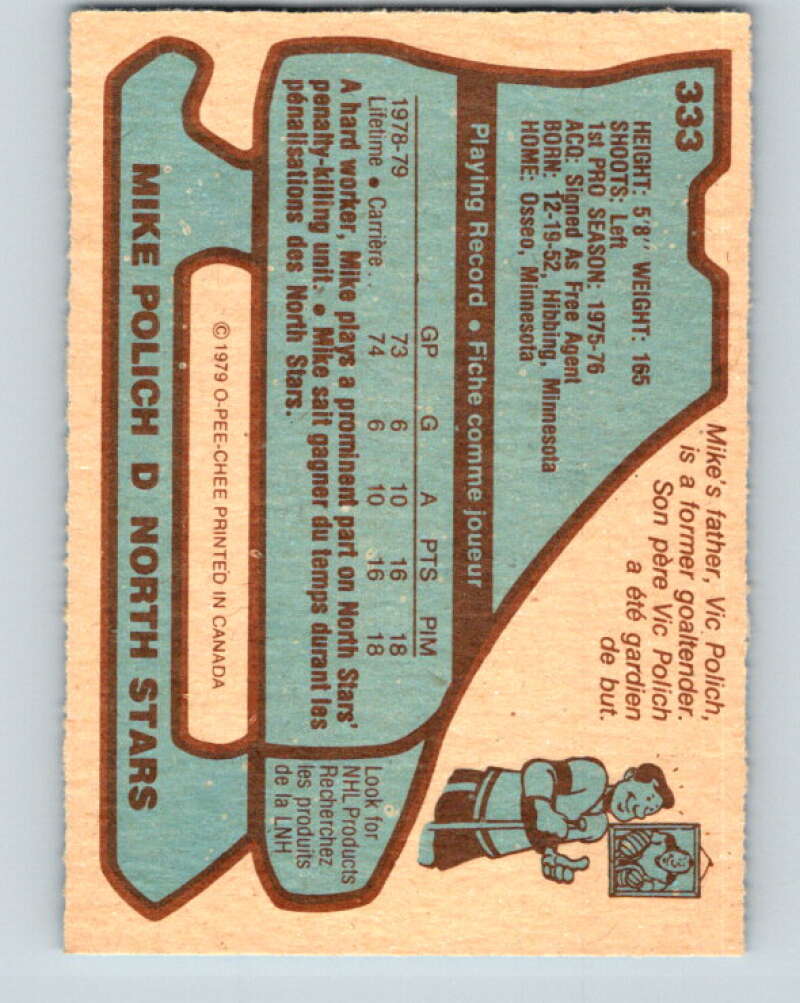 333
HEIGHT: 5'8" WEIGHT: 165
SHOOTS: Left
1st PRO SEASON: 1975-76
ACQ: Signed As Free Agent
BORN: 12-19-52, Hibbing, Minnesota
HOME: Osseo, Minnesota
Mike's father, Vic Polich,
is a former goaltender.
Son père Vic Polich
a été gardien
de but.
Playing Record • Fiche comme joueur
GP G A PTS PIM
1978-79 73 6 10 16 18
Lifetime • Carrière.. 74 6 10 16 18
A hard worker, Mike plays a prominent part on North Stars'
penalty-killing unit. • Mike sait gagner du temps durant les
pénalisations des North Stars.
Look for
NHL Products
Recherchez
les produits
de la LNH
© 1979 O-PEE-CHEE PRINTED IN CANADA
MIKE POLICH D NORTH STARS